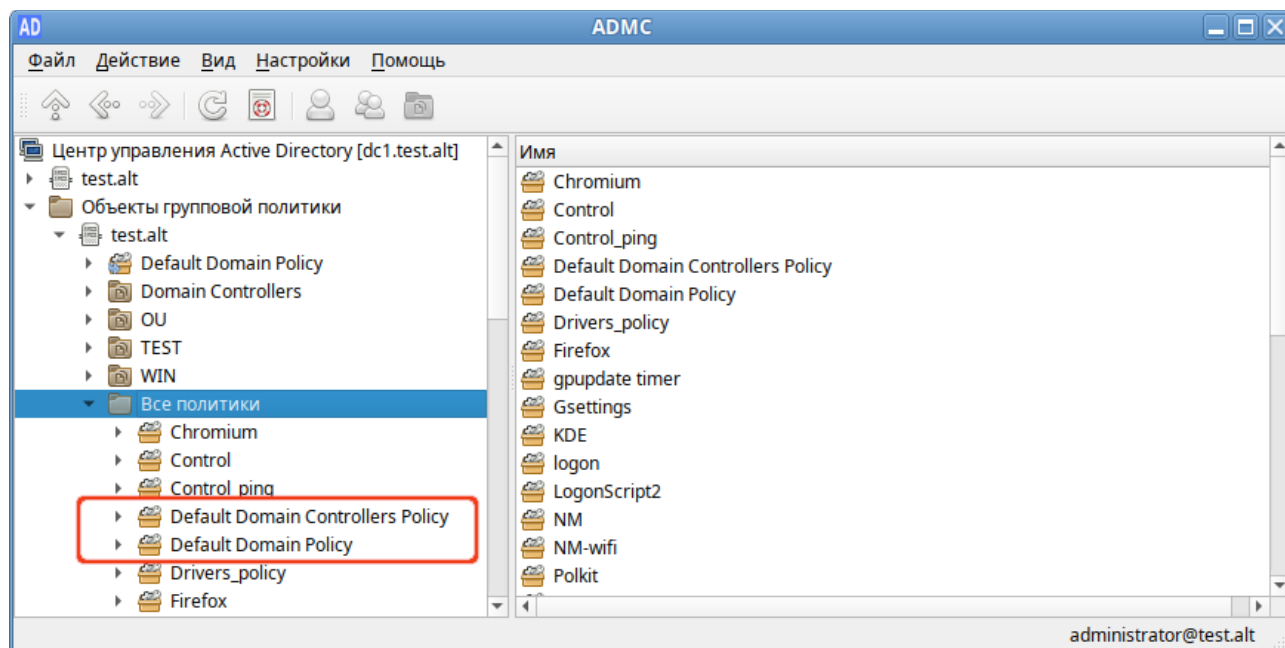 AD ADMC
Файл Действие Вид Настройки Помощь
Центр управления Active Directory [dc1.test.alt]
test.alt
Объекты групповой политики
test.alt
Default Domain Policy
Domain Controllers
OU
TEST
WIN
Все политики
Chromium
Control
Control_ping
Default Domain Controllers Policy
Default Domain Policy
Drivers_policy
Firefox
Имя
Chromium
Control
Control_ping
Default Domain Controllers Policy
Default Domain Policy
Drivers_policy
Firefox
gpupdate timer
Gsettings
KDE
logon
LogonScript2
NM
NM-wifi
Polkit
administrator@test.alt